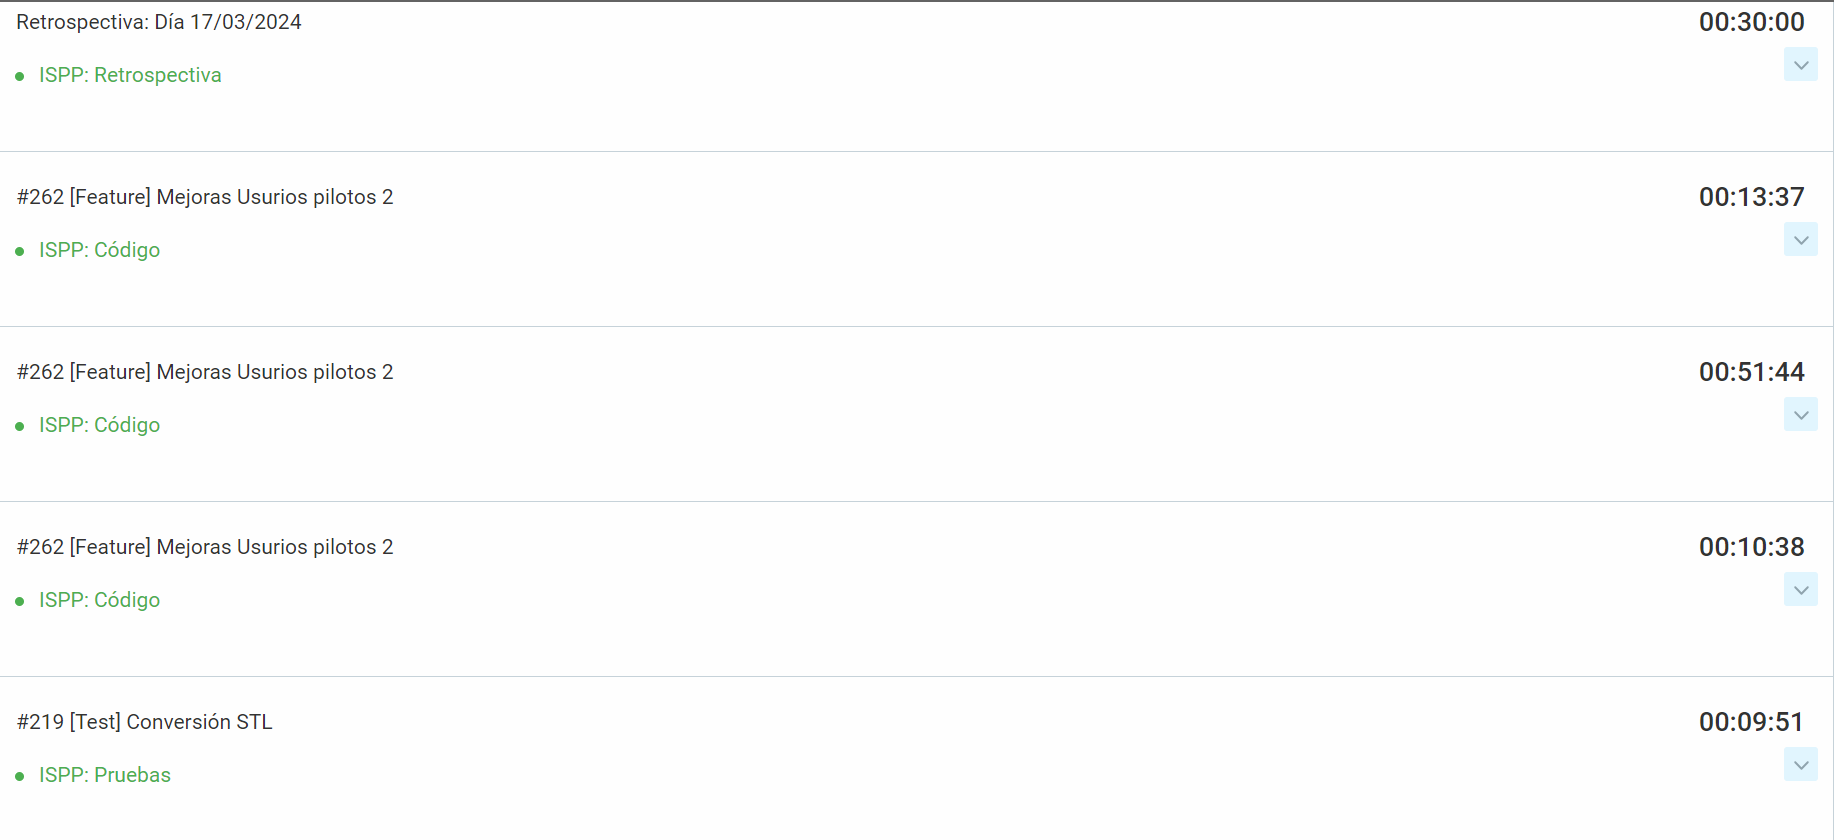 Retrospectiva: Día 17/03/2024 00:30:00
ISPP: Retrospectiva
#262 [Feature] Mejoras Usurios pilotos 2 00:13:37
ISPP: Código
#262 [Feature] Mejoras Usurios pilotos 2 00:51:44
ISPP: Código
#262 [Feature] Mejoras Usurios pilotos 2 00:10:38
ISPP: Código
#219 [Test] Conversión STL 00:09:51
ISPP: Pruebas